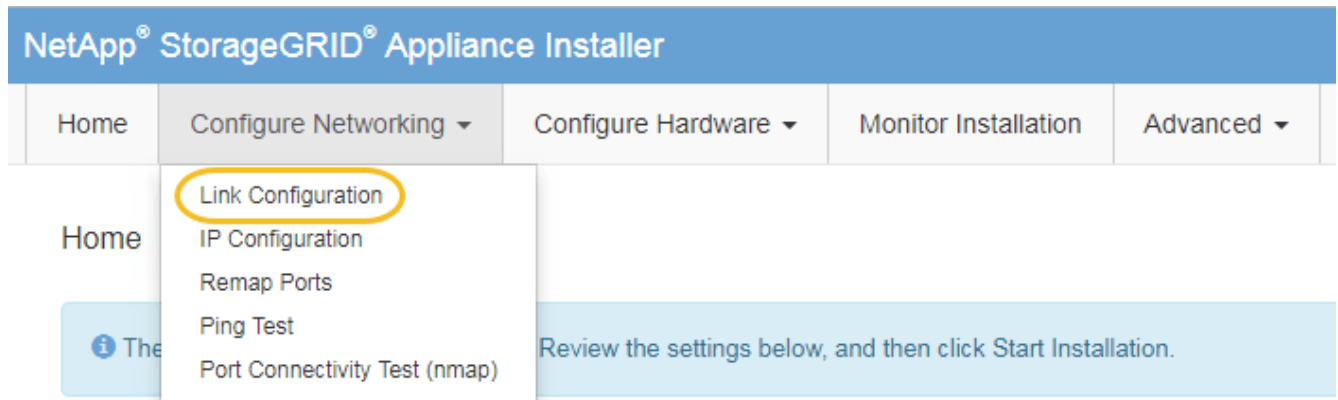 NetApp® StorageGRID® Appliance Installer
Home Configure Networking Configure Hardware Monitor Installation Advanced
Link Configuration
Home
IP Configuration
Remap Ports
Ping Test
The Review the settings below, and then click Start Installation.
Port Connectivity Test (nmap)